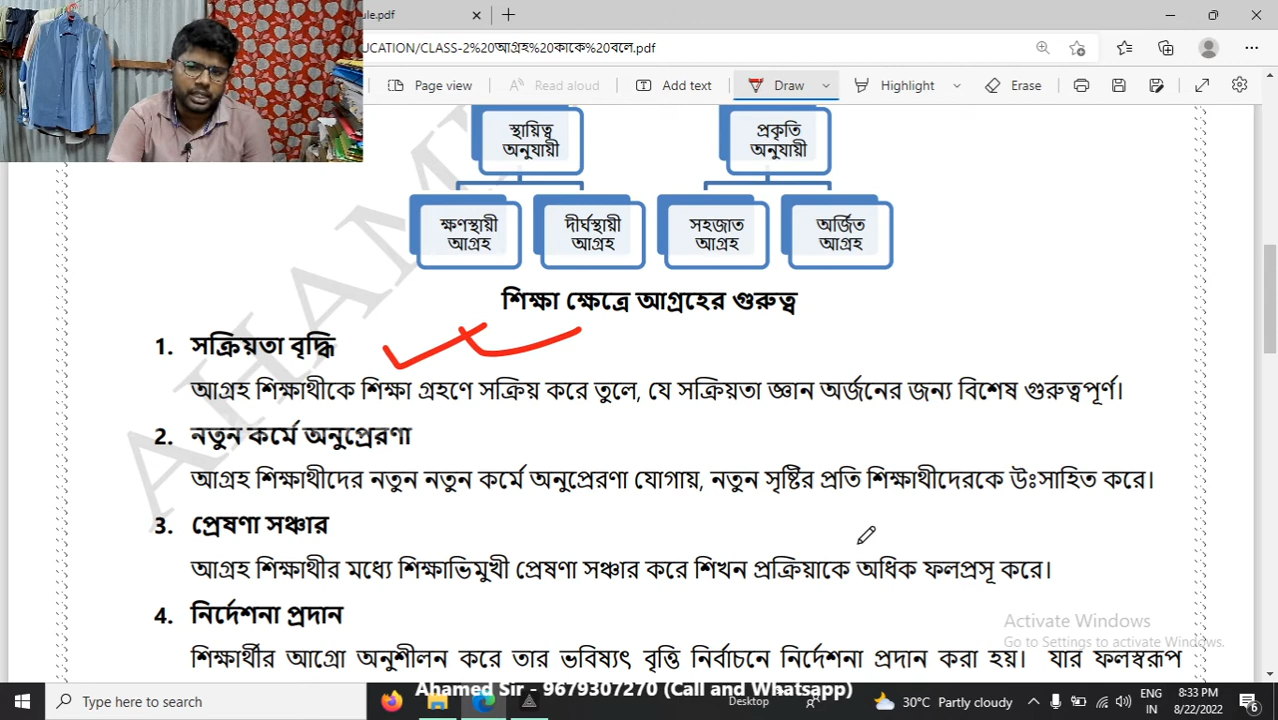 ule.pdf
UCATION/CLASS-2%20আগ্রহ%20কাকে%20বলে.pdf
Page view
Read aloud
Add text
Draw
Highlight
Erase
স্থায়িত্ব
অনুযায়ী
প্রকৃতি
অনুযায়ী
ক্ষণস্থায়ী
আগ্রহ
দীর্ঘস্থায়ী
আগ্রহ
সহজাত
আগ্রহ
অর্জিত
আগ্রহ
শিক্ষা ক্ষেত্রে আগ্রহের গুরুত্ব
1. সক্রিয়তা বৃদ্ধি
আগ্রহ শিক্ষাথীকে শিক্ষা গ্রহণে সক্রিয় করে তুলে, যে সক্রিয়তা জ্ঞান অর্জনের জন্য বিশেষ গুরুত্বপূর্ণ।
2. নতুন কর্মে অনুপ্রেরণা
আগ্রহ শিক্ষাথীদের নতুন নতুন কর্মে অনুপ্রেরণা যোগায়, নতুন সৃষ্টির প্রতি শিক্ষাথীদেরকে উঃসাহিত করে।
3. প্রেষণা সঞ্চার
আগ্রহ শিক্ষাথীর মধ্যে শিক্ষাভিমুখী প্রেষণা সঞ্চার করে শিখন প্রক্রিয়াকে অধিক ফলপ্রসূ করে।
4. নির্দেশনা প্রদান
শিক্ষার্থীর আগ্রো অনুশীলন করে তার ভবিষ্যৎ বৃত্তি নির্বাচনে নির্দেশনা প্রদান করা হয়। যার ফলস্বরূপ
Activate Windows
Go to Settings to activate Windows.
Ahamed Sir - 9679307270 (Call and Whatsapp)
Type here to search
Desktop
30°C Partly cloudy
ENG
IN
8:33 PM
8/22/2022
6